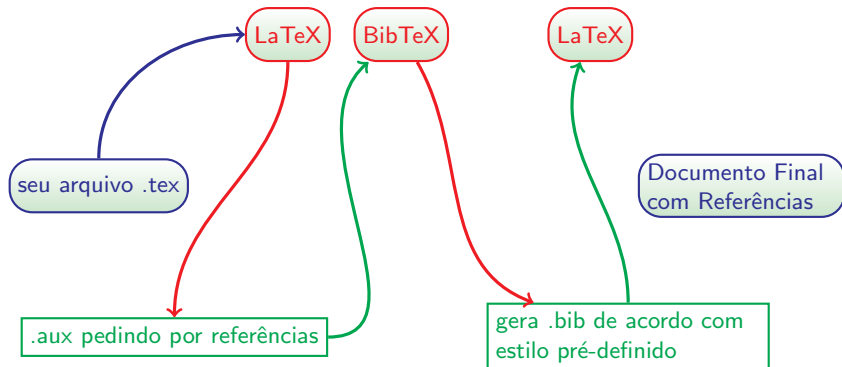 LaTeX
BibTeX
LaTeX
seu arquivo .tex
Documento Final
com Referências
.aux pedindo por referências
gera .bib de acordo com
estilo pré-definido